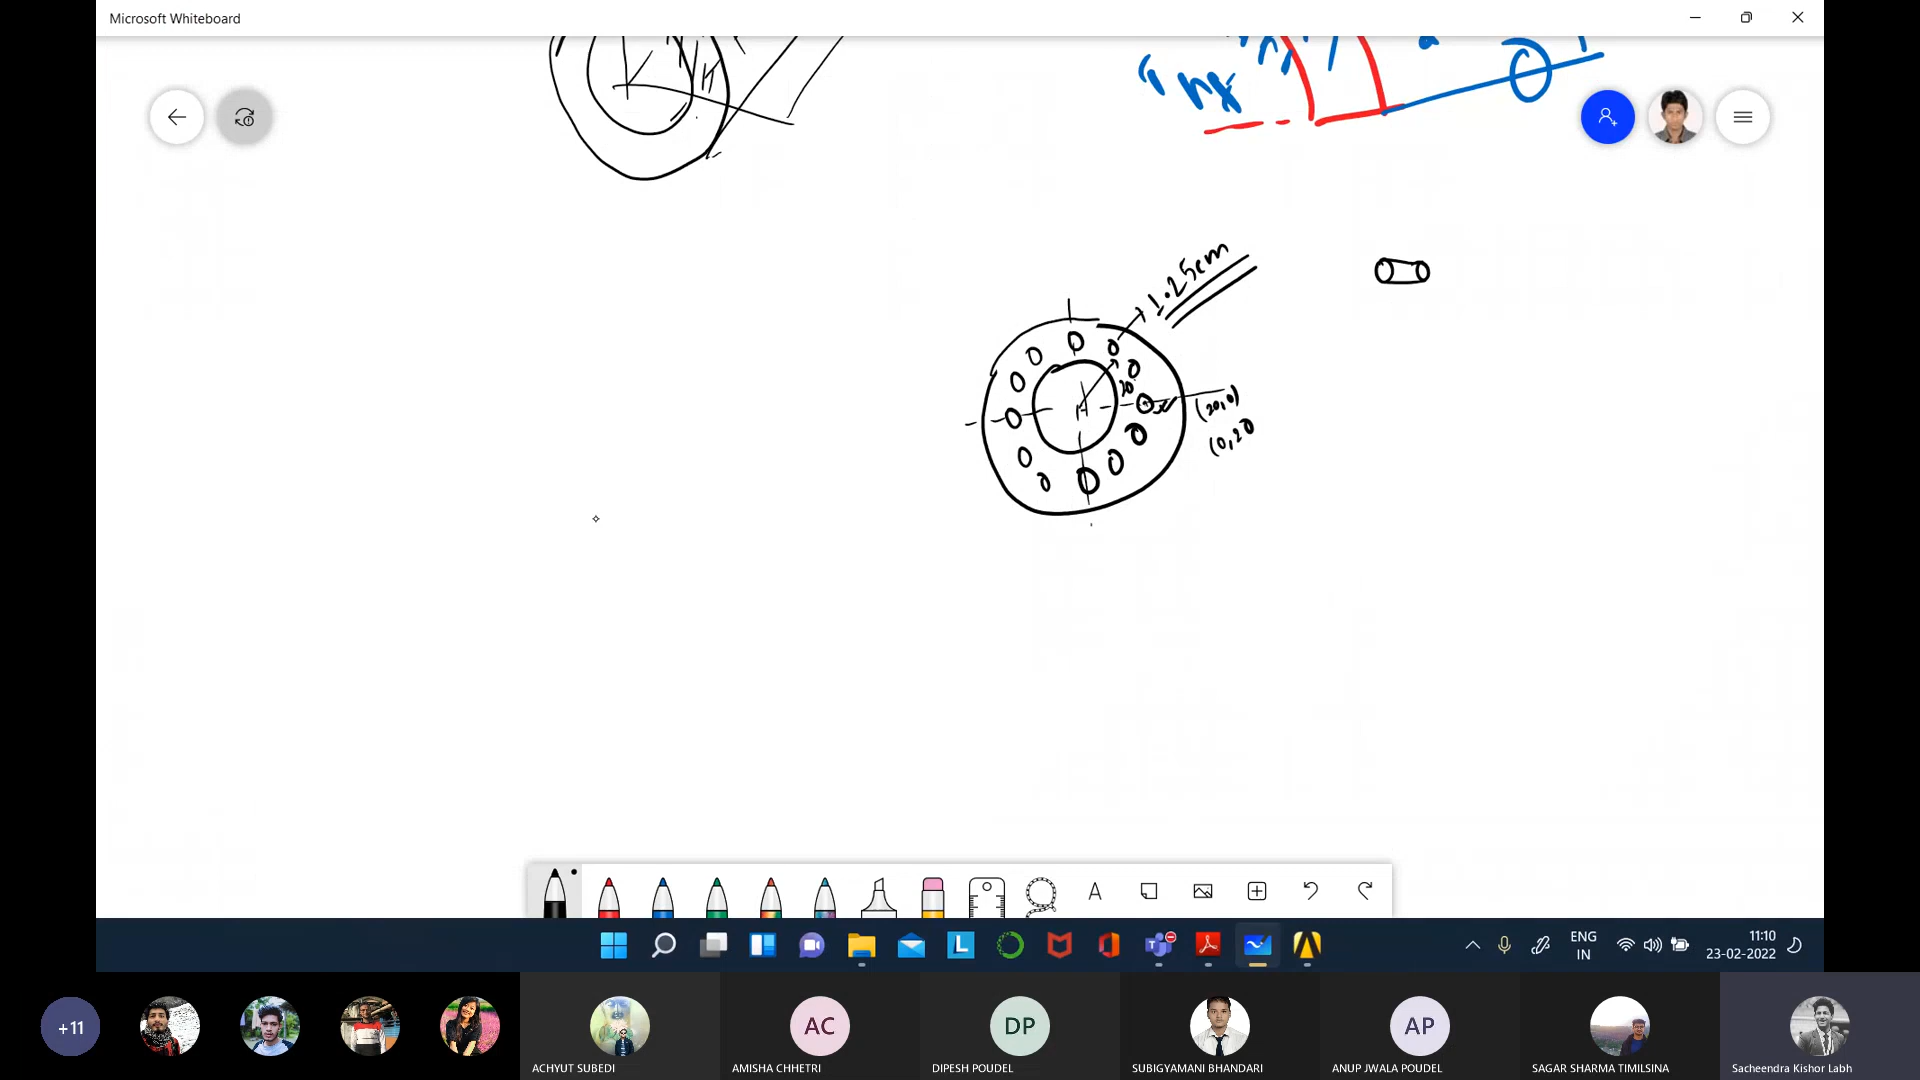 Microsoft Whiteboard
1.25cm
20
(20,0)
(0,20
A
L
ENG
IN
11:10
23-02-2022
+11
AC
DP
AP
ACHYUT SUBEDI
AMISHA CHHETRI
DIPESH POUDEL
SUBIGYAMANI BHANDARI
ANUP JWALA POUDEL
SAGAR SHARMA TIMILSINA
Sacheendra Kishor Labh